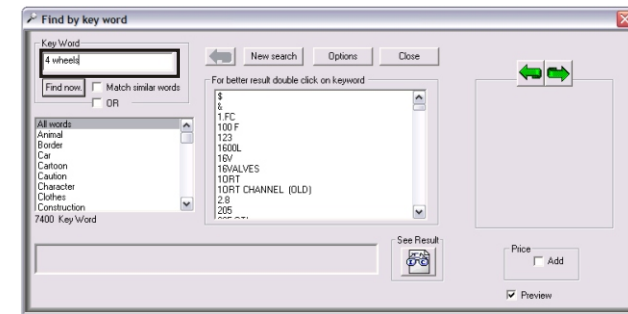 Find by key word
Key Word
4 wheels
Find now.
Match similar words
OR
New search
Options
Close
For better result double click on keyword
$
&
1.FC
100 F
123
1600L
16V
16VALVES
1ORT
1ORT CHANNEL (OLD)
2.8
205
All words
Animal
Border
Car
Cartoon
Caution
Character
Clothes
Construction
7400 Key Word
See Result
Price
Add
Preview